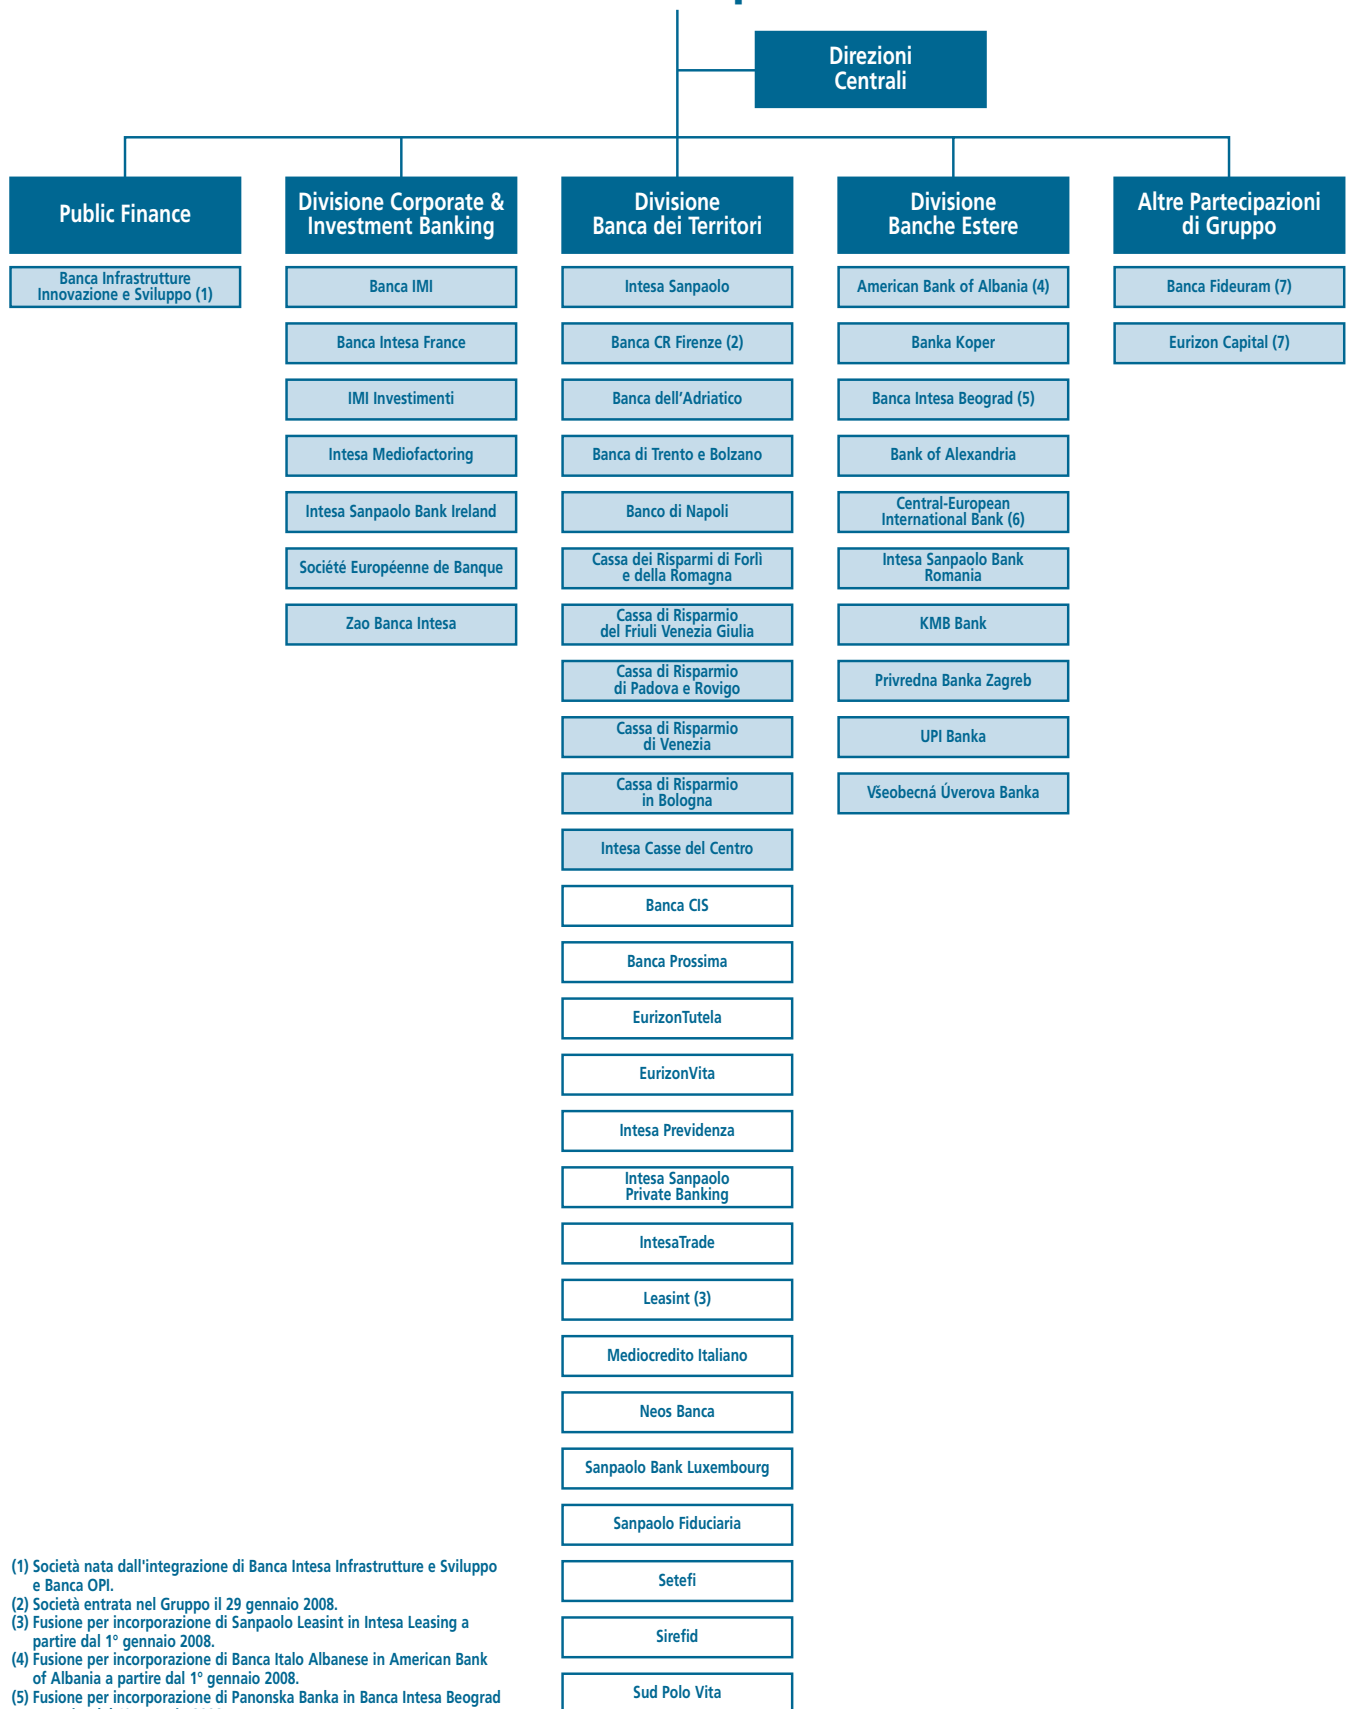 Direzioni
Centrali
Public Finance
Divisione Corporate &
Investment Banking
Divisione
Banca dei Territori
Divisione
Banche Estere
Altre Partecipazioni
di Gruppo
Banca Infrastrutture
Innovazione e Sviluppo (1)
Banca IMI
Banca Intesa France
IMI Investimenti
Intesa Mediofactoring
Intesa Sanpaolo Bank Ireland
Société Européenne de Banque
Zao Banca Intesa
Intesa Sanpaolo
Banca CR Firenze (2)
Banca dell’Adriatico
Banca di Trento e Bolzano
Banco di Napoli
Cassa dei Risparmi di Forlì
e della Romagna
Cassa di Risparmio
del Friuli Venezia Giulia
Cassa di Risparmio
di Padova e Rovigo
Cassa di Risparmio
di Venezia
Cassa di Risparmio
in Bologna
Intesa Casse del Centro
Banca CIS
Banca Prossima
EurizonTutela
EurizonVita
Intesa Previdenza
Intesa Sanpaolo
Private Banking
IntesaTrade
Leasint (3)
Mediocredito Italiano
Neos Banca
Sanpaolo Bank Luxembourg
Sanpaolo Fiduciaria
Setefi
Sirefid
Sud Polo Vita
American Bank of Albania (4)
Banka Koper
Banca Intesa Beograd (5)
Bank of Alexandria
Central-European
International Bank (6)
Intesa Sanpaolo Bank
Romania
KMB Bank
Privredna Banka Zagreb
UPI Banka
Všeobecná Úverova Banka
Banca Fideuram (7)
Eurizon Capital (7)
(1) Società nata dall'integrazione di Banca Intesa Infrastrutture e Sviluppo
e Banca OPI.
(2) Società entrata nel Gruppo il 29 gennaio 2008.
(3) Fusione per incorporazione di Sanpaolo Leasint in Intesa Leasing a
partire dal 1° gennaio 2008.
(4) Fusione per incorporazione di Banca Italo Albanese in American Bank
of Albania a partire dal 1° gennaio 2008.
(5) Fusione per incorporazione di Panonska Banka in Banca Intesa Beograd